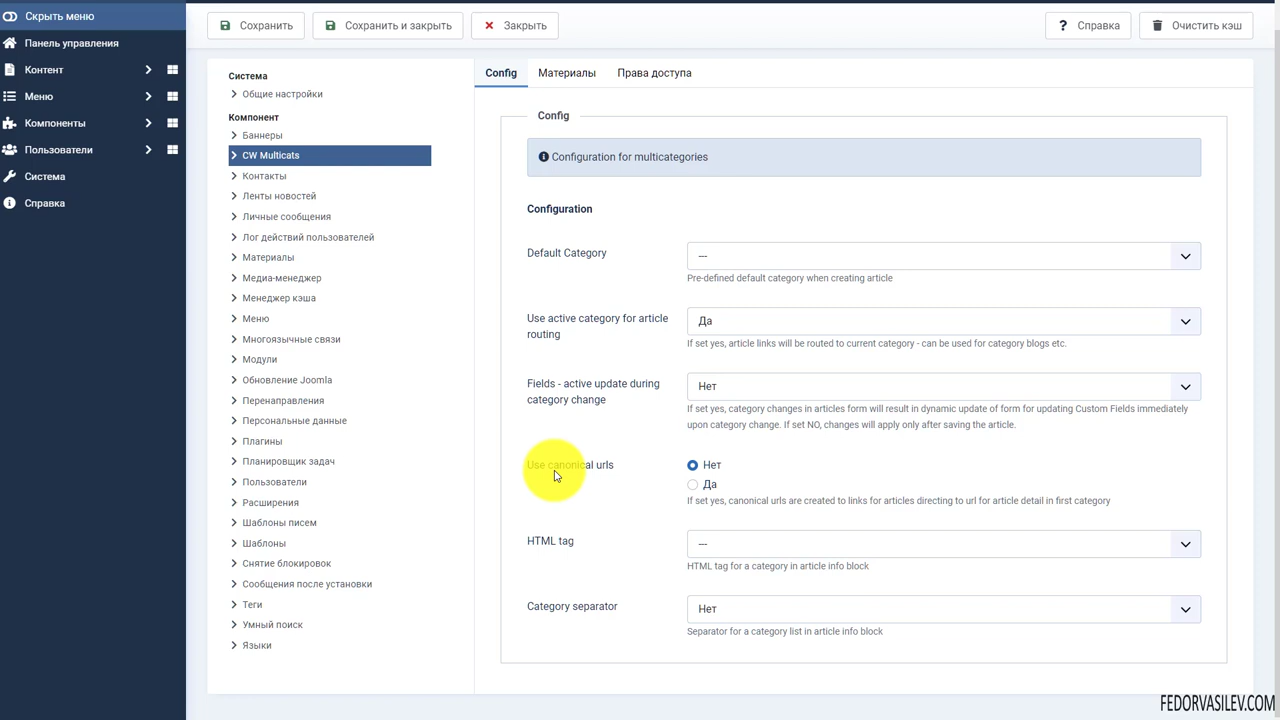 Скрыть меню
Панель управления
Контент
Меню
Компоненты
Пользователи
Система
Справка
Сохранить
Сохранить и закрыть
Закрыть
Справка
Очистить кэш
Система
Общие настройки
Компонент
Баннеры
CW Multicats
Контакты
Ленты новостей
Личные сообщения
Лог действий пользователей
Материалы
Медиа-менеджер
Менеджер кэша
Меню
Многоязычные связи
Модули
Обновление Joomla
Перенаправления
Персональные данные
Плагины
Планировщик задач
Пользователи
Расширения
Шаблоны писем
Шаблоны
Снятие блокировок
Сообщения после установки
Теги
Умный поиск
Языки
Config
Материалы
Права доступа
Config
Configuration for multicategories
Configuration
Default Category
---
Pre-defined default category when creating article
Use active category for article
routing
Да
If set yes, article links will be routed to current category - can be used for category blogs etc.
Fields - active update during
category change
Нет
If set yes, category changes in articles form will result in dynamic update of form for updating Custom Fields immediately
upon category change. If set NO, changes will apply only after saving the article.
Use canonical urls
Нет
Да
If set yes, canonical urls are created to links for articles directing to url for article detail in first category
HTML tag
---
HTML tag for a category in article info block
Category separator
Нет
Separator for a category list in article info block
FEDORVASILEV.COM